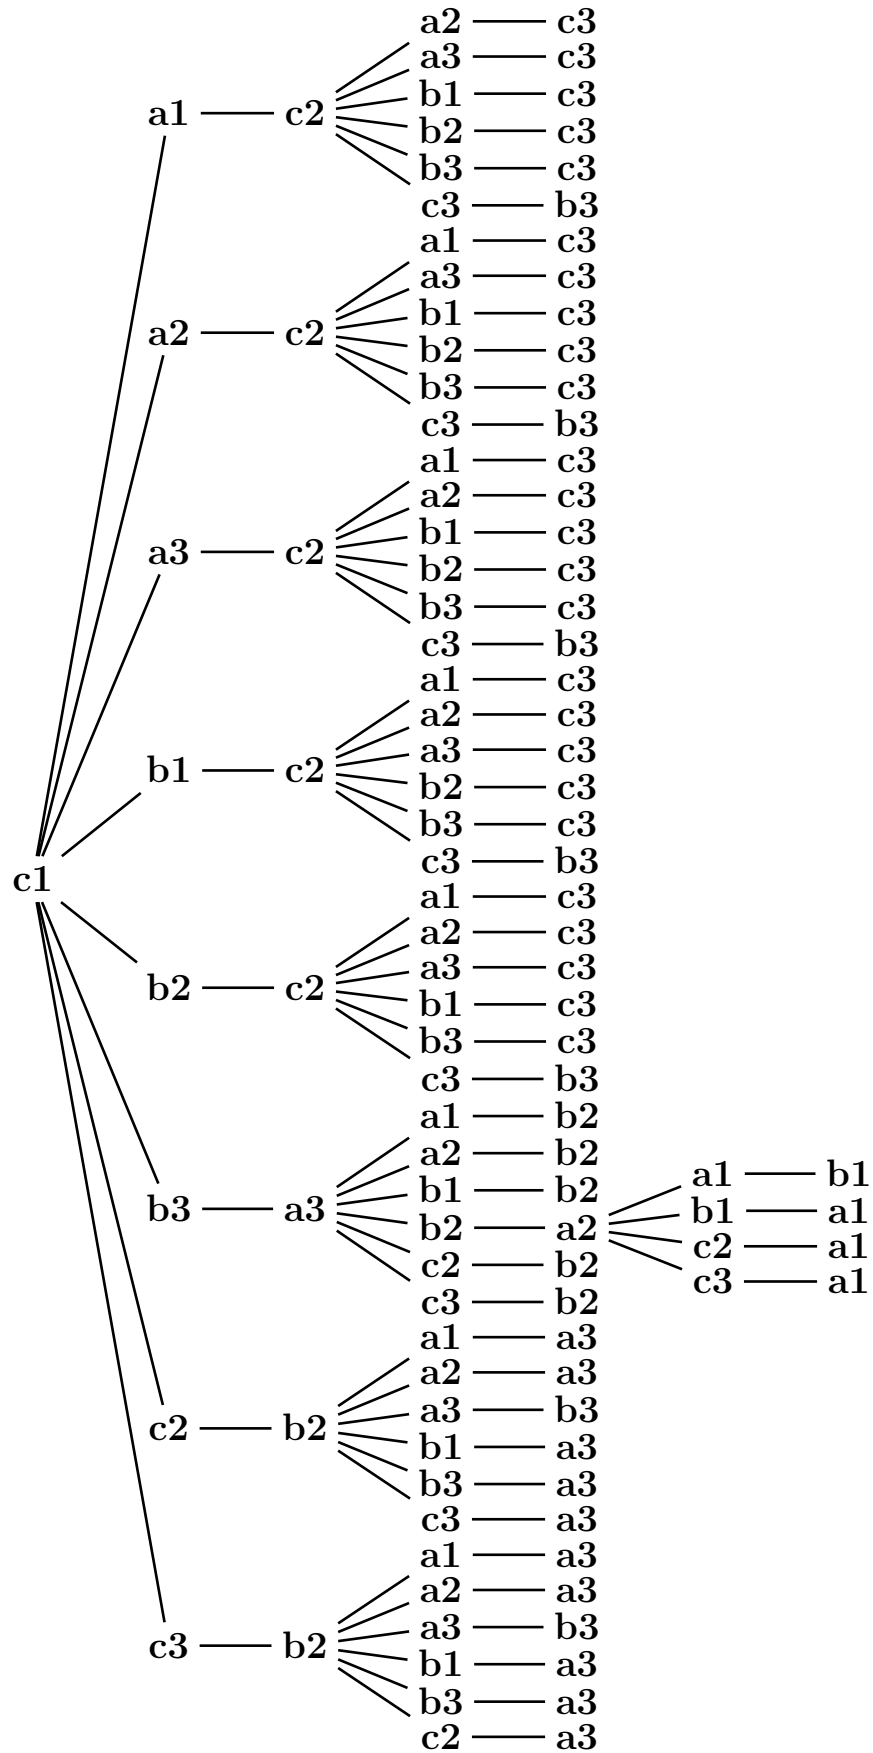 a2 c3
a3 c3
b1 c3
a1 c2
b2 c3
b3 c3
c3 b3
a1 c3
a3 c3
b1 c3
a2 c2
b2 c3
b3 c3
c3 b3
a1 c3
a2 c3
b1 c3
a3 c2
b2 c3
b3 c3
c3 b3
a1 c3
a2 c3
a3 c3
b1 c2
b2 c3
b3 c3
c3 b3
c1
a1 c3
a2 c3
a3 c3
b2 c2
b1 c3
b3 c3
c3 b3
a1 b2
a2 b2
a1 b1
b1 b2
b3 a3
b1 a1
b2 a2
c2 a1
c2 b2
c3 a1
c3 b2
a1 a3
a2 a3
a3 b3
c2 b2
b1 a3
b3 a3
c3 a3
a1 a3
a2 a3
a3 b3
c3 b2
b1 a3
b3 a3
c2 a3